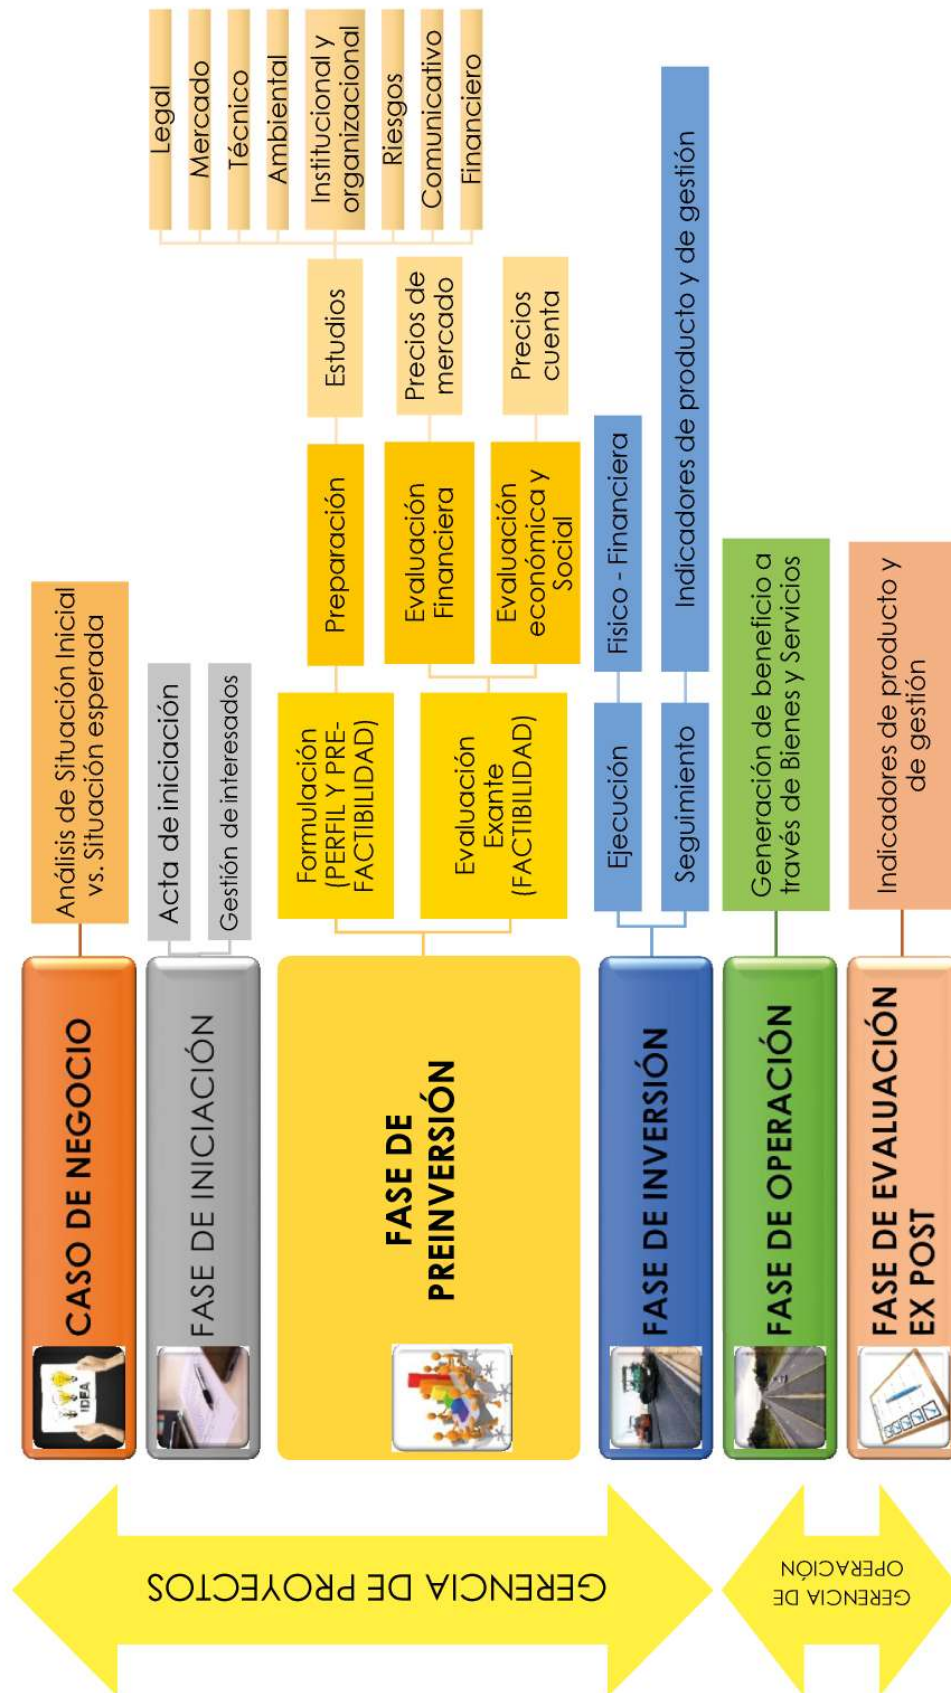 GERENCIA DE PROYECTOS
GERENCIA DE
OPERACIÓN
IDEA
CASO DE NEGOCIO
Análisis de Situación Inicial
vs. Situación esperada
FASE DE INICIACIÓN
Acta de iniciación
Gestión de interesados
FASE DE
PREINVERSIÓN
Formulación
(PERFIL Y PRE-
FACTIBILIDAD)
Preparación
Estudios
Legal
Mercado
Técnico
Ambiental
Institucional y
organizacional
Riesgos
Comunicativo
Financiero
Evaluación
Exante
(FACTIBILIDAD)
Evaluación
Financiera
Precios de
mercado
Evaluación
económica y
Social
Precios
cuenta
FASE DE INVERSIÓN
Ejecución
Fisico - Financiera
Seguimiento
Indicadores de producto y de gestión
FASE DE OPERACIÓN
Generación de beneficio a
través de Bienes y Servicios
FASE DE EVALUACIÓN
EX POST
Indicadores de producto y
de gestión